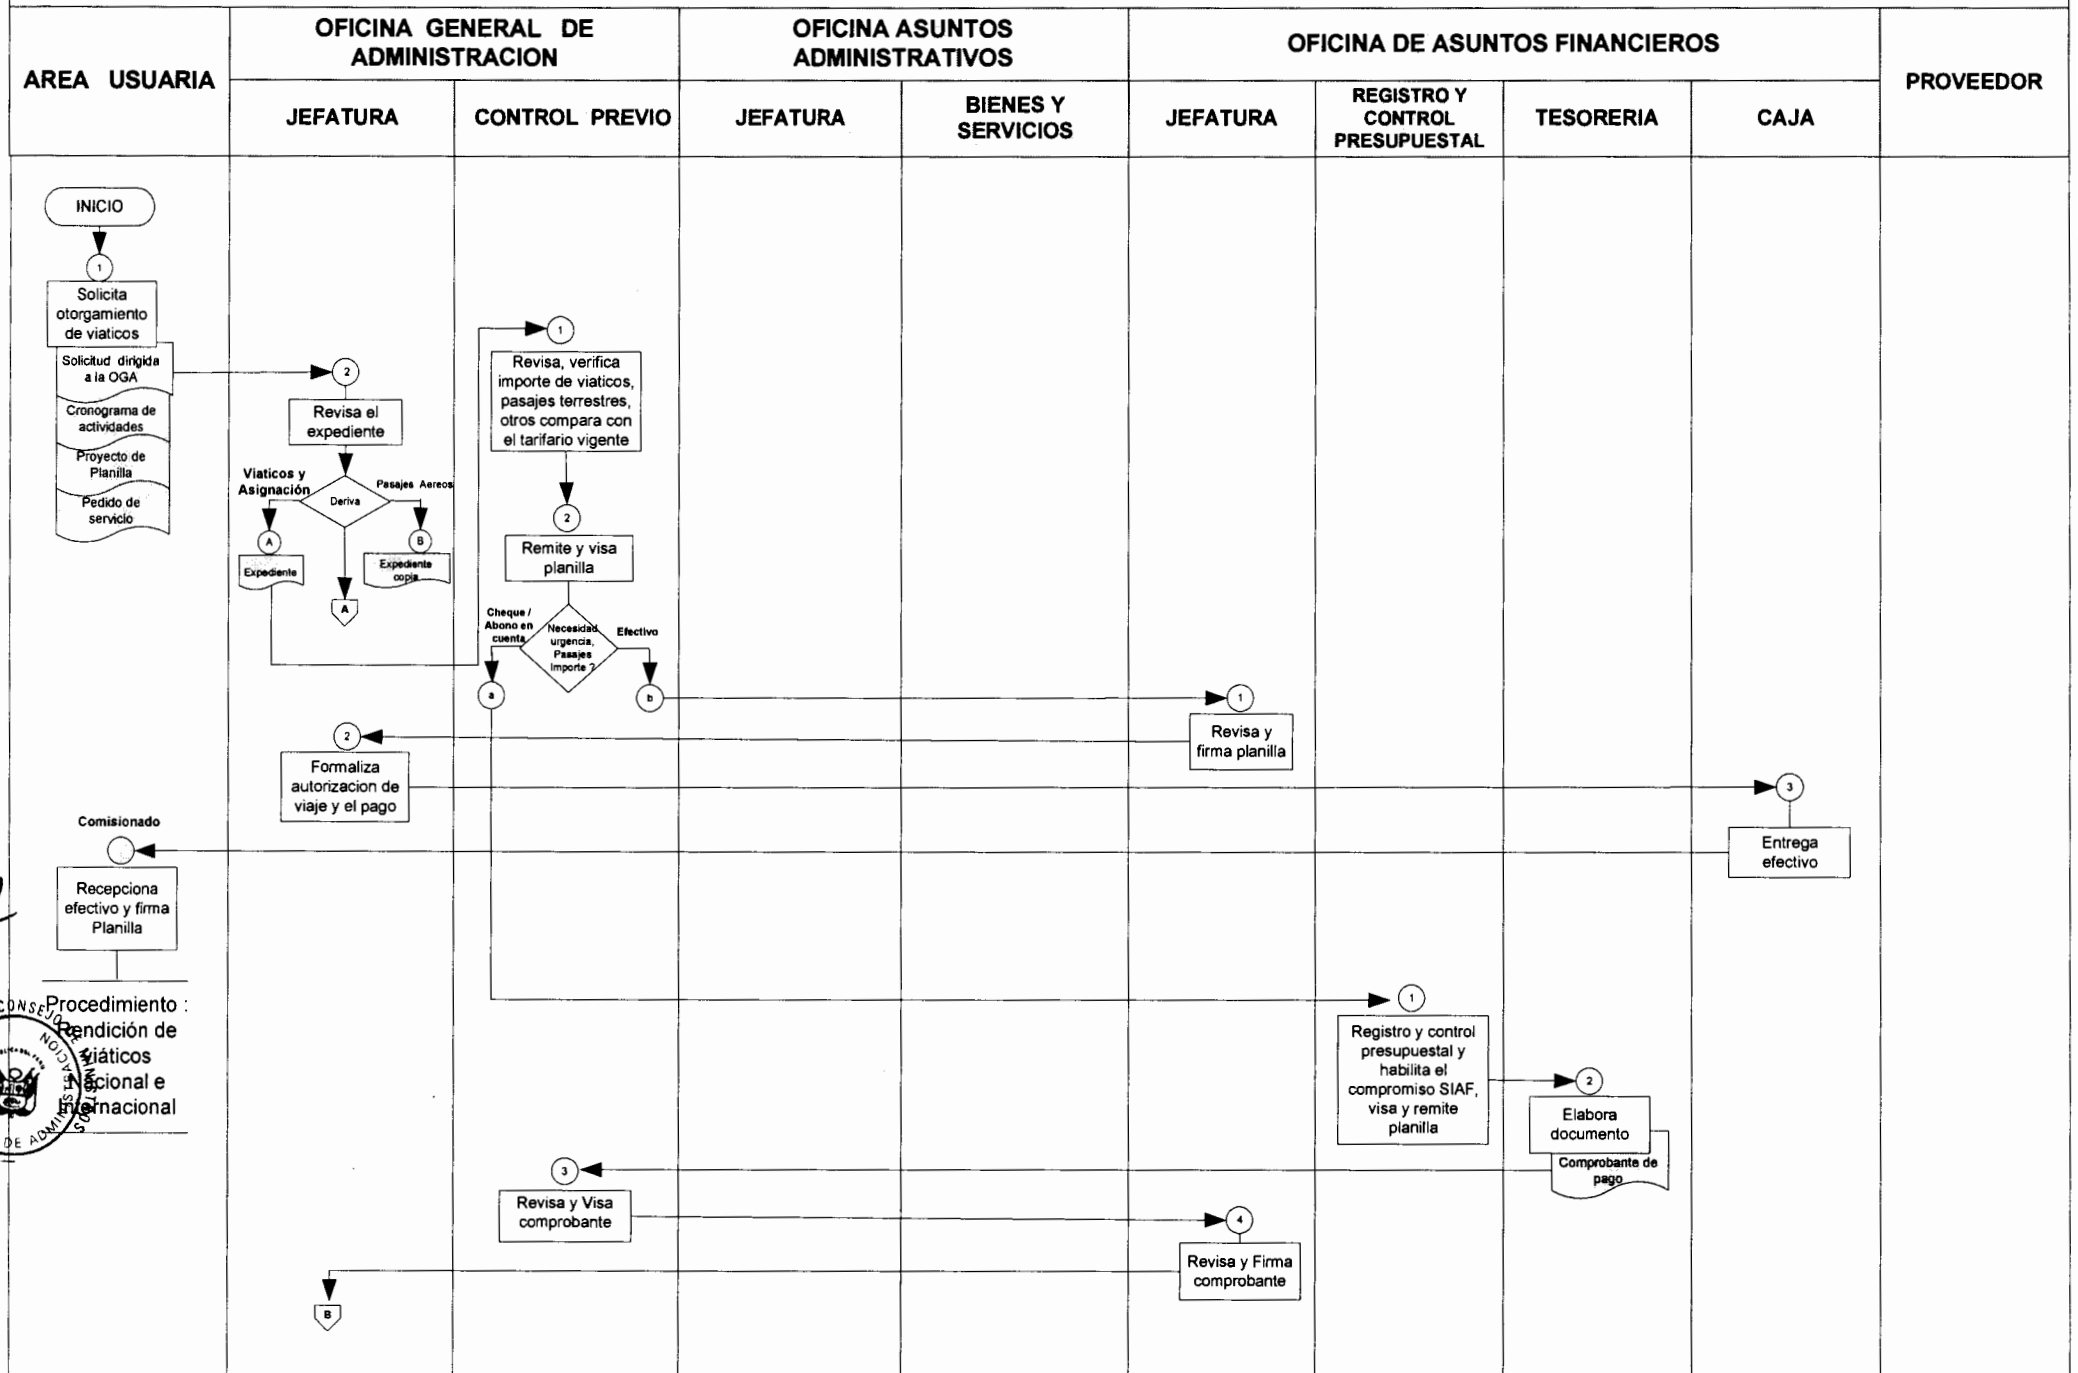 AREA   USUARIA
OFICINA  GENERAL   DE
ADMINISTRACION
OFICINA ASUNTOS
ADMINISTRATIVOS
OFICINA DE ASUNTOS FINANCIEROS
PROVEEDOR
JEFATURA
CONTROL  PREVIO
JEFATURA
BIENES Y
SERVICIOS
JEFATURA
REGISTRO Y
CONTROL
PRESUPUESTAL
TESORERIA
CAJA
INICIO
1
Solicita
otorgamiento
de viaticos
Solicitud  dirigida
a la OGA
Cronograma de
actividades
Proyecto de
Planilla
Pedido de
servicio
2
Revisa el
expediente
Viaticos y
Asignación
Pasajes  Aereos
Deriva
A
B
Expediente
Expediente
copia
A
1
Revisa, verifica
importe de viaticos,
pasajes terrestres,
otros compara con
el tarifario vigente
2
Remite y visa
planilla
Cheque /
Abono en
cuenta
Necesidad
urgencia,
Pasajes
Importe ?
Efectivo
a
b
1
Revisa y
firma planilla
2
Formaliza
autorizacion de
viaje y el pago
3
Entrega
efectivo
Comisionado
Recepciona
efectivo y firma
Planilla
Procedimiento :
Rendición de
viáticos
Nacional e
Internacional
CONSEJO DE MINISTROS
DE ADMINISTRACION
1
Registro y control
presupuestal y
habilita el
compromiso SIAF,
visa y remite
planilla
2
Elabora
documento
Comprobante de
pago
3
Revisa y Visa
comprobante
4
Revisa y Firma
comprobante
B